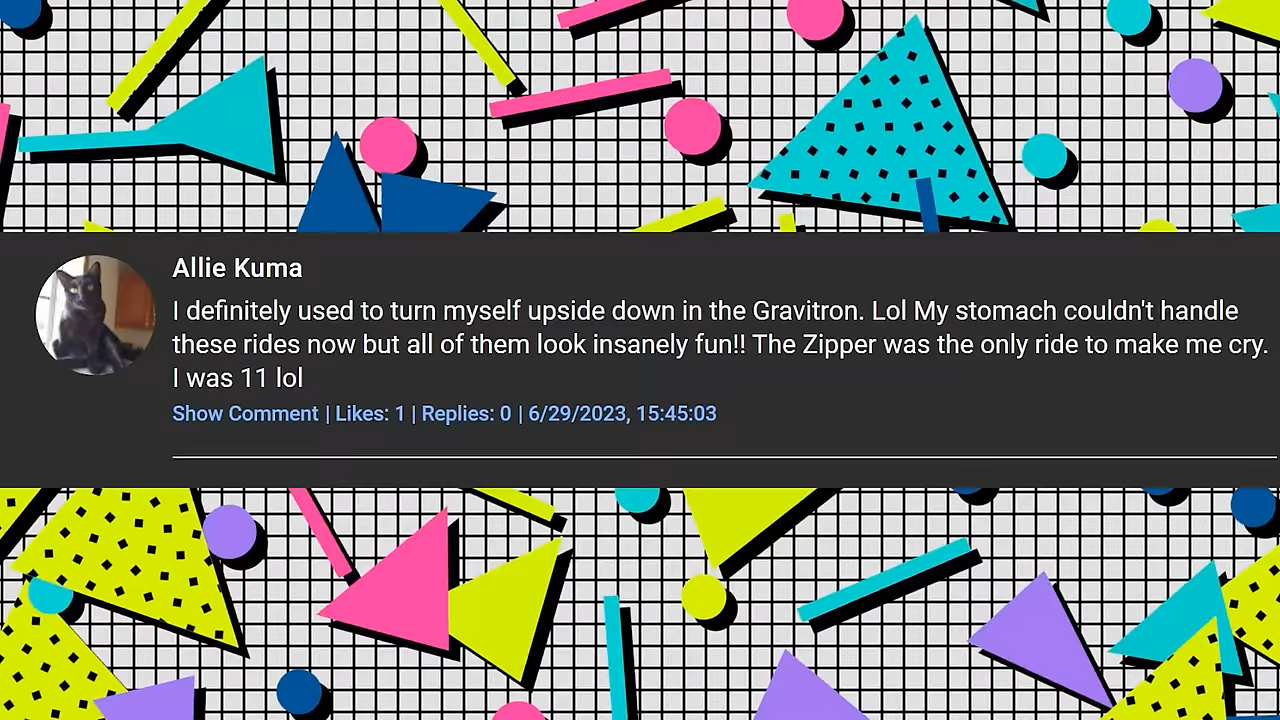 Allie Kuma
I definitely used to turn myself upside down in the Gravitron. Lol My stomach couldn't handle
these rides now but all of them look insanely fun!! The Zipper was the only ride to make me cry.
I was 11 lol
Show Comment | Likes: 1 | Replies: 0 | 6/29/2023, 15:45:03